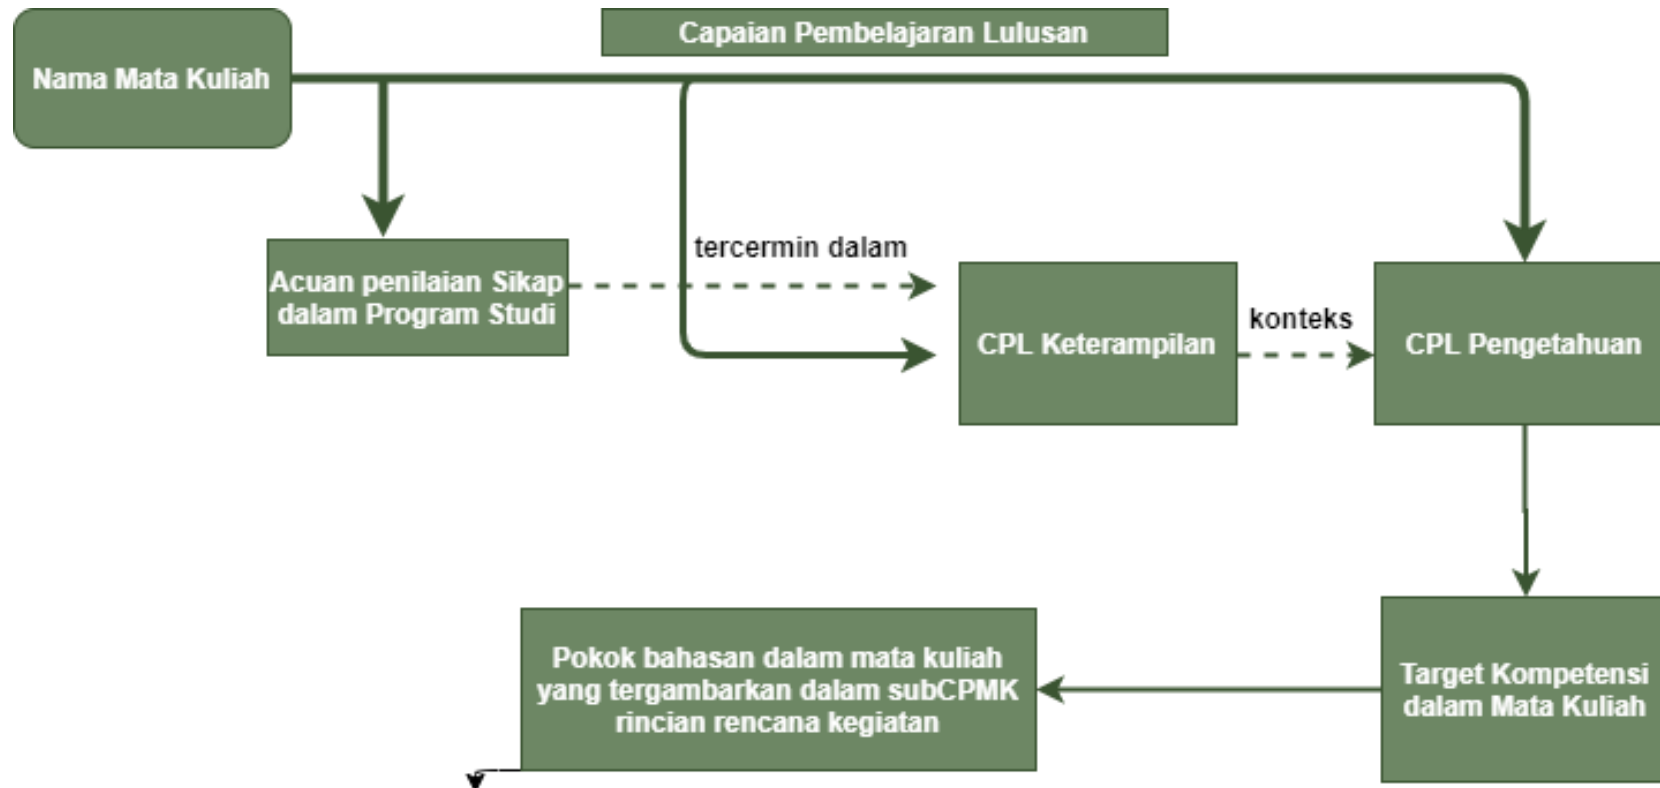 Capaian Pembelajaran Lulusan
Nama Mata Kuliah
tercermin dalam
Acuan penilaian Sikap
dalam Program Studi
konteks
CPL Keterampilan
CPL Pengetahuan
Pokok bahasan dalam mata kuliah
yang tergambarkan dalam subCPMK
rincian rencana kegiatan
Target Kompetensi
dalam Mata Kuliah